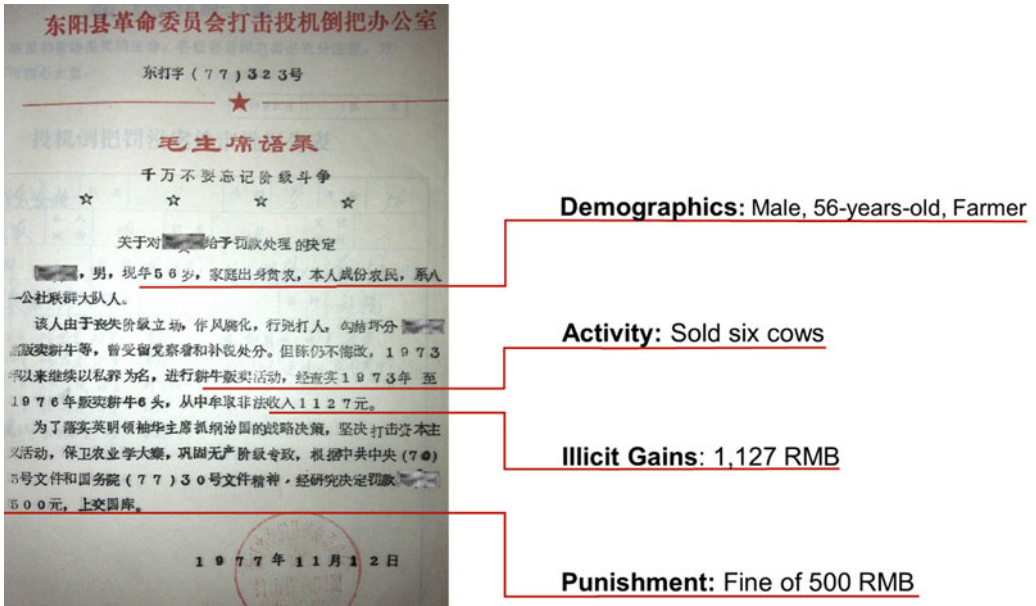 东阳县革命委员会打击投机倒把办公室
东打字(77)323号
毛主席语录
千万不要忘记阶级斗争
关于对给予罚款处理的决定
,男,现年56岁,家庭出身贫农,本人成份农民,系八
一公社联群大队人。
该人由于丧失阶级立场,作风腐化,行凶打人,勾结坏分
贩卖耕牛等,曾受留党察看和补税处分。但陈仍不悔改,1973
年以来继续以私养为名,进行耕牛贩卖活动,经查实1973年至
1976年贩卖耕牛6头,从中牟取非法收入1127元。
为了落实英明领袖华主席抓纲治国的战略决策,坚决打击资本主
义活动,保卫农业学大寨,巩固无产阶级专政,根据中共中央(70)
5号文件和国务院(77)30号文件精神,经研究决定罚款
500元,上交国库。
1977年11月12日
Demographics: Male, 56-years-old, Farmer
Activity: Sold six cows
Illicit Gains: 1,127 RMB
Punishment: Fine of 500 RMB